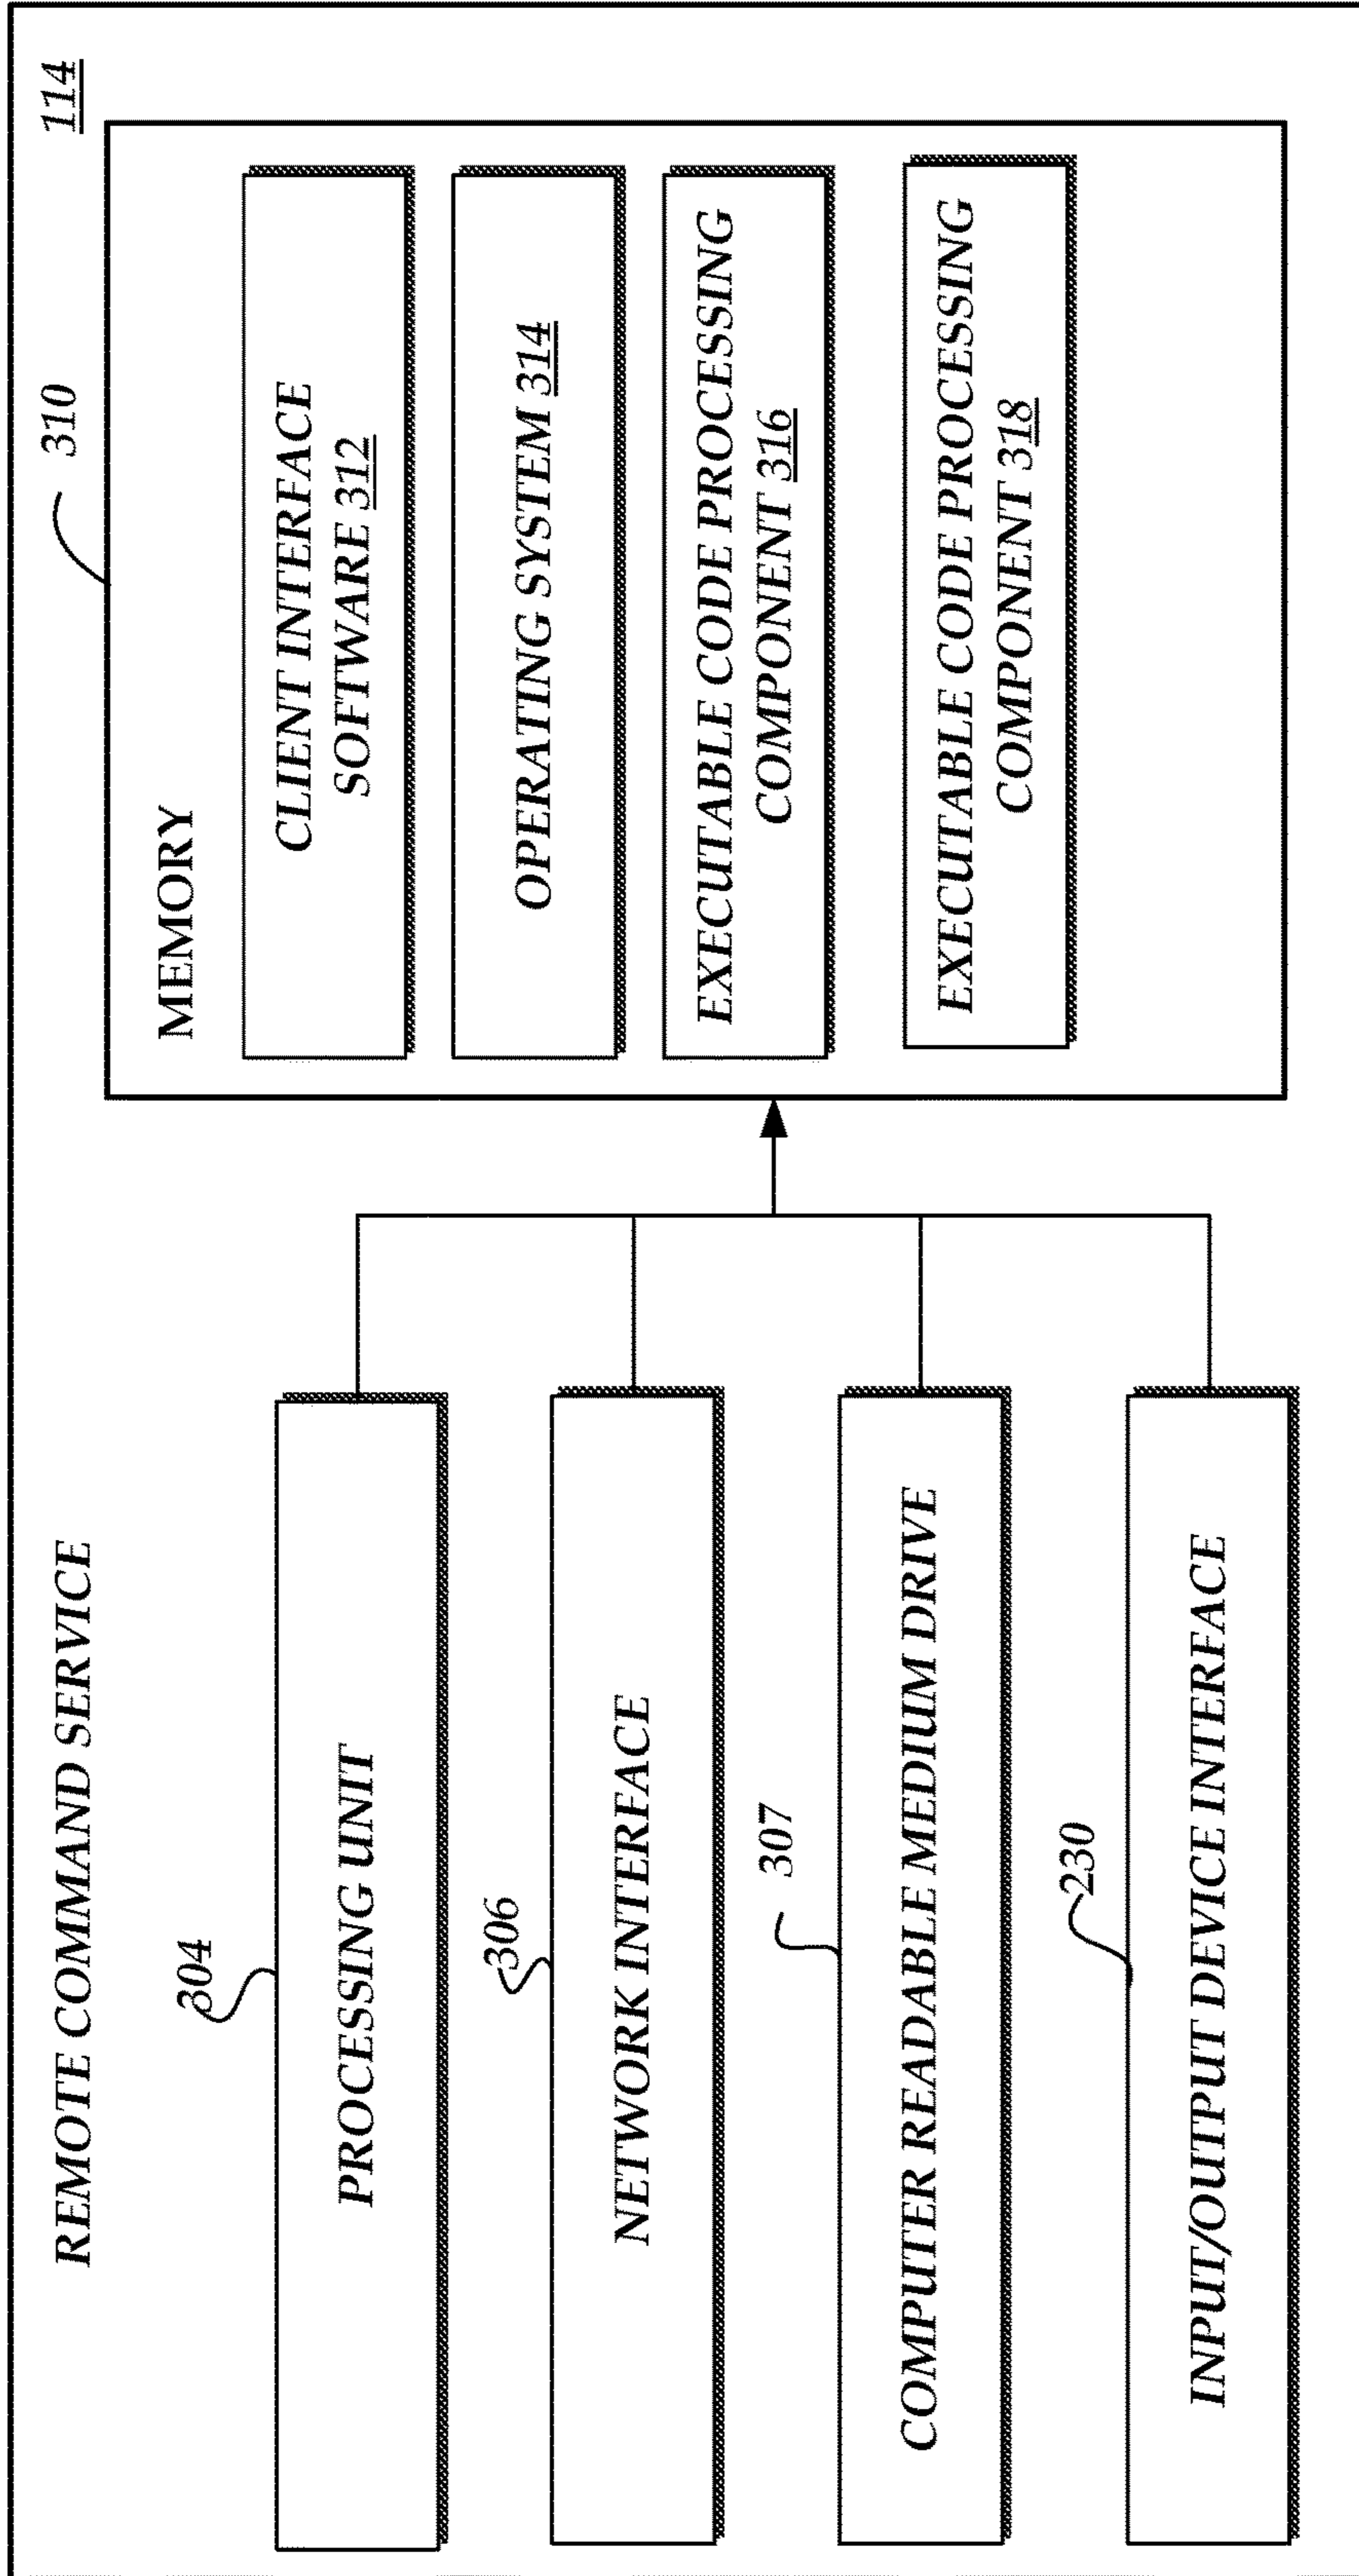 REMOTE COMMAND SERVICE
114
304
PROCESSING UNIT
306
NETWORK INTERFACE
307
COMPUTER READABLE MEDIUM DRIVE
230
INPUT/OUTPUT DEVICE INTERFACE
310
MEMORY
CLIENT INTERFACE
SOFTWARE 312
OPERATING SYSTEM 314
EXECUTABLE CODE PROCESSING
COMPONENT 316
EXECUTABLE CODE PROCESSING
COMPONENT 318